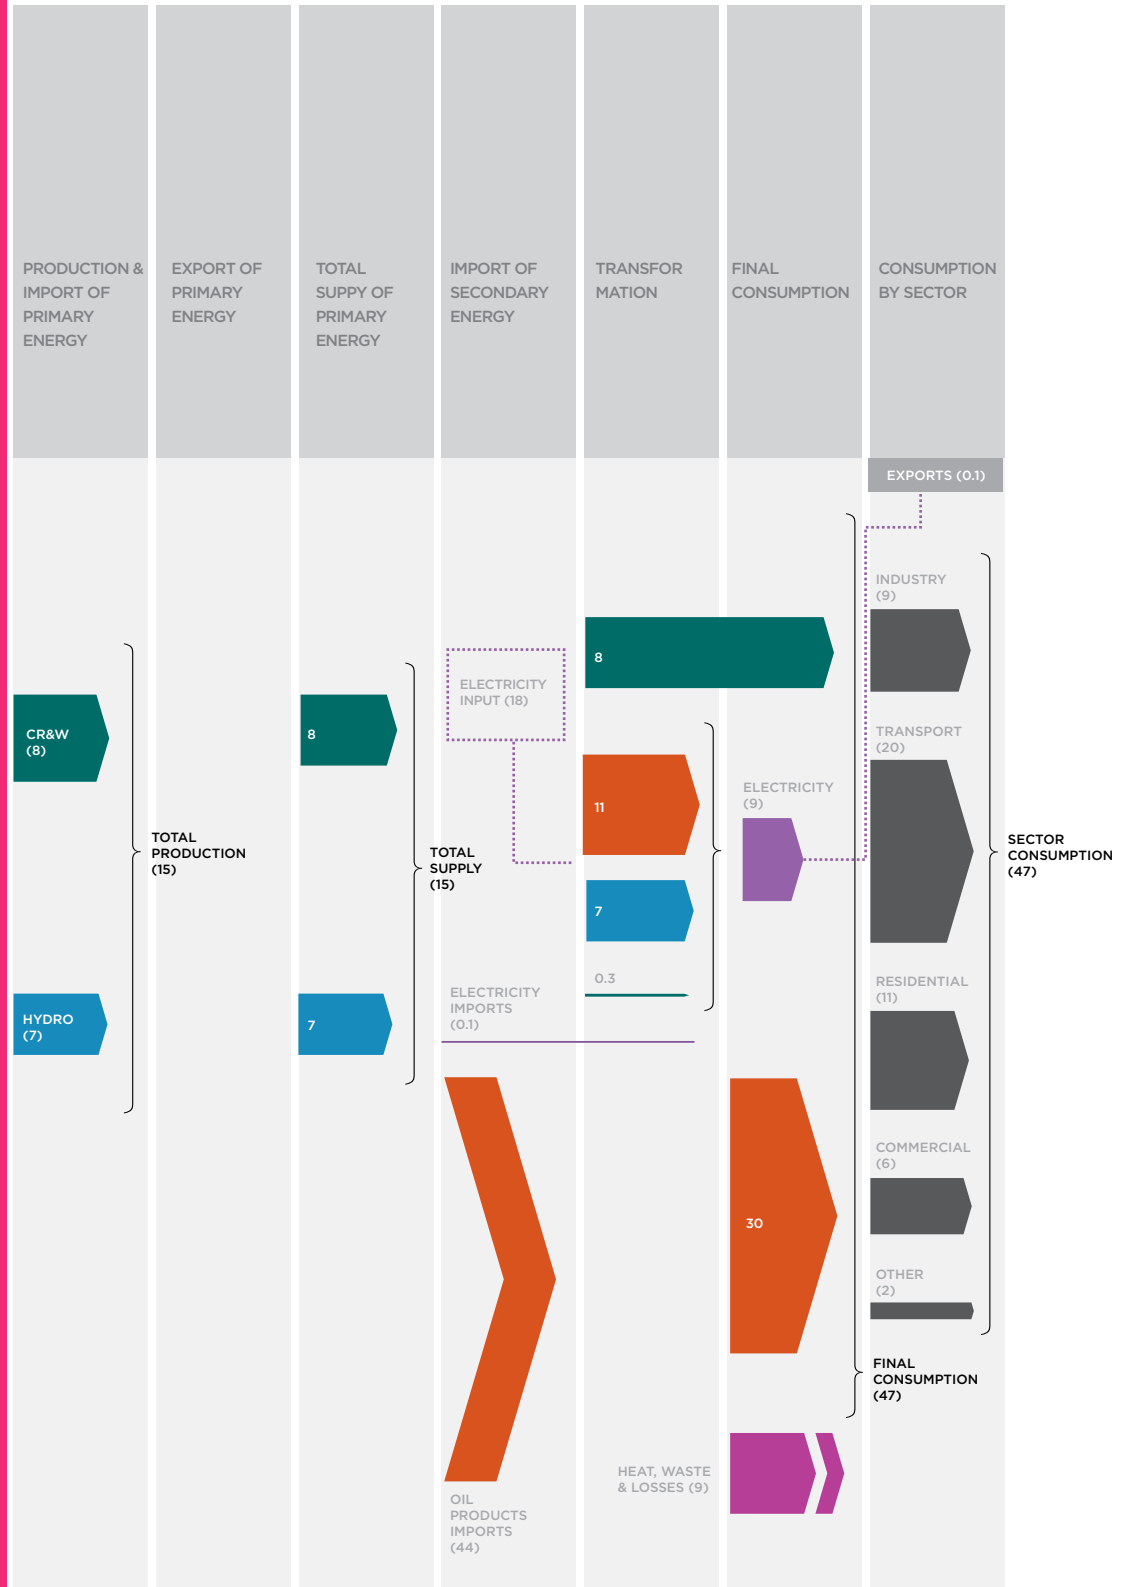 PRODUCTION &
IMPORT OF
PRIMARY
ENERGY
EXPORT OF
PRIMARY
ENERGY
TOTAL
SUPPY OF
PRIMARY
ENERGY
IMPORT OF
SECONDARY
ENERGY
TRANSFOR
MATION
FINAL
CONSUMPTION
CONSUMPTION
BY SECTOR
EXPORTS (0.1)
CR&W
(8)
HYDRO
(7)
TOTAL
PRODUCTION
(15)
8
7
TOTAL
SUPPLY
(15)
ELECTRICITY
INPUT (18)
ELECTRICITY
IMPORTS
(0.1)
OIL
PRODUCTS
IMPORTS
(44)
8
11
7
0.3
ELECTRICITY
(9)
30
HEAT, WASTE
& LOSSES (9)
FINAL
CONSUMPTION
(47)
INDUSTRY
(9)
TRANSPORT
(20)
RESIDENTIAL
(11)
COMMERCIAL
(6)
OTHER
(2)
SECTOR
CONSUMPTION
(47)